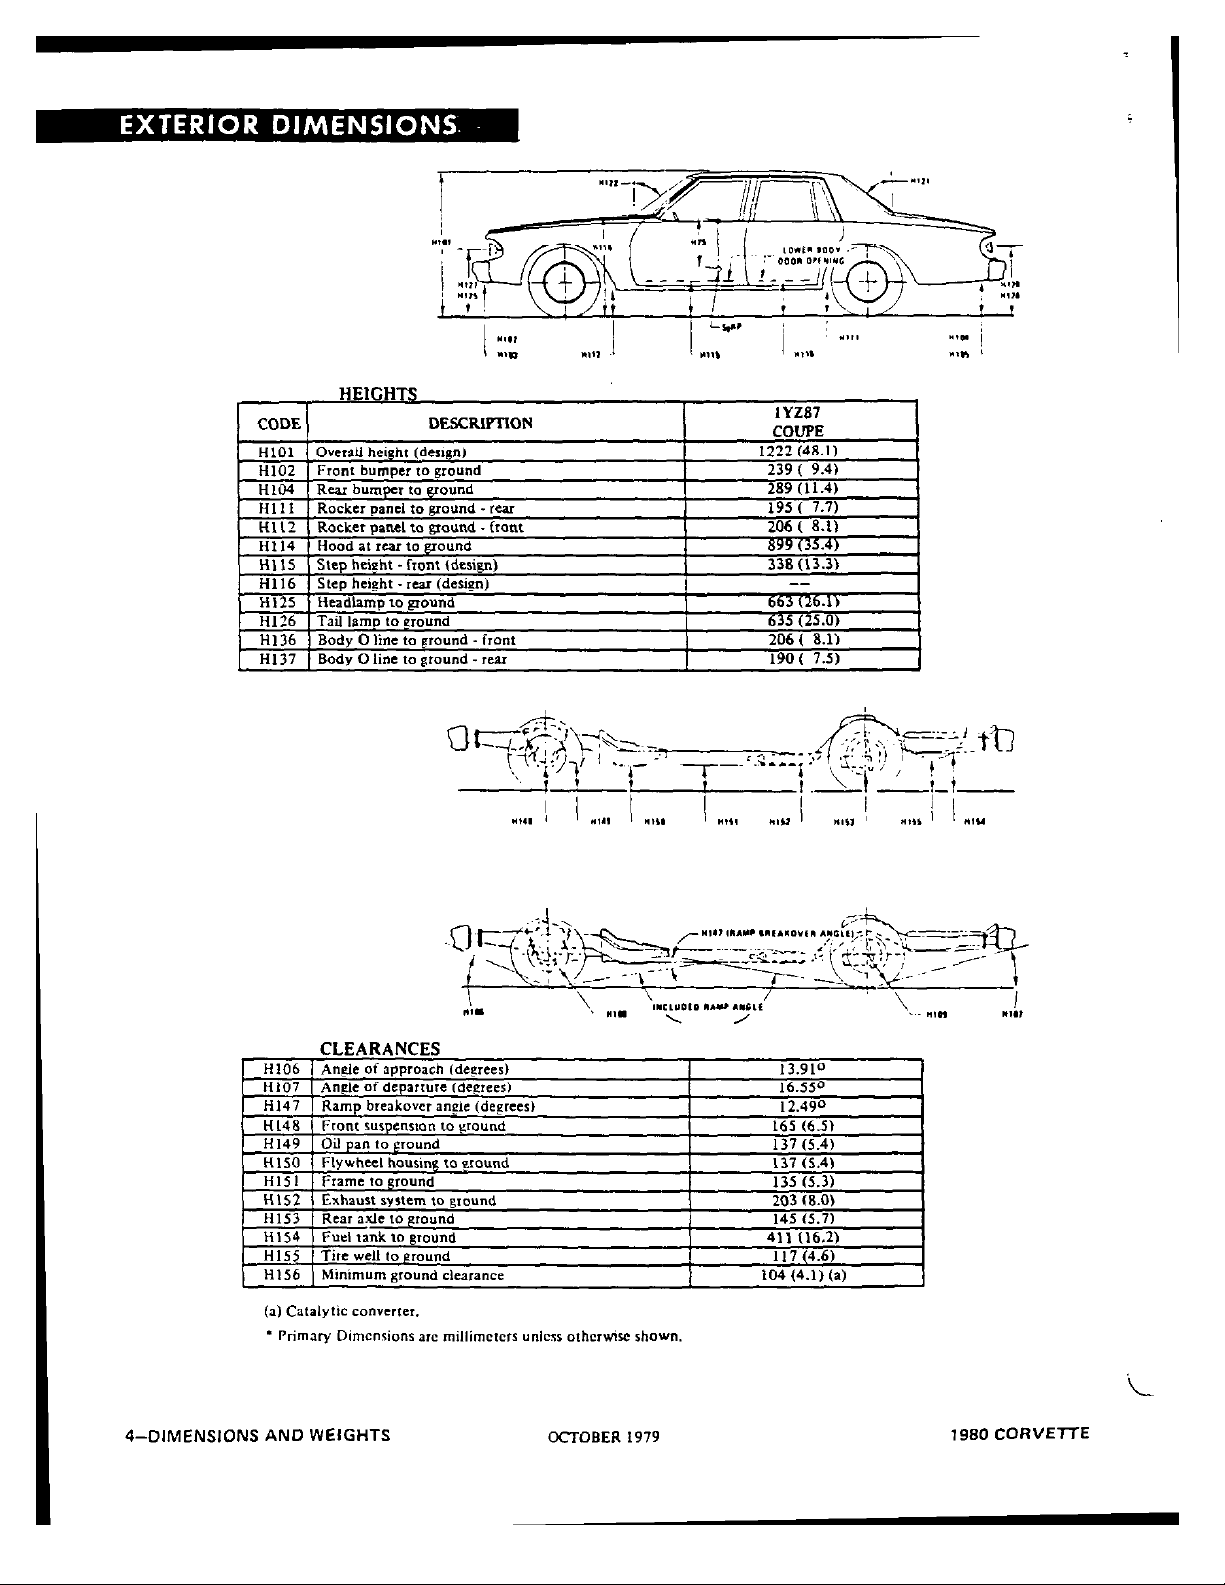 EXTERIOR DIMENSIONS
H122
H121
H101
H114
H75
LOWER BODY
DOOR OPENING
H127
H125
H126
SgRP
H102
H112
H115
H116
H111
H104
HEIGHTS
CODE DESCRIPTION 1YZ87 COUPE
H101 Overall height (design) 1222 (48.1)
H102 Front bumper to ground 239 ( 9.4)
H104 Rear bumper to ground 289 (11.4)
H111 Rocker panel to ground - rear 195 ( 7.7)
H112 Rocker panel to ground - front 206 ( 8.1)
H114 Hood at rear to ground 899 (35.4)
H115 Step height - front (design) 338 (13.3)
H116 Step height - rear (design) --
H125 Headlamp to ground 663 (26.1)
H126 Tail lamp to ground 635 (25.0)
H136 Body O line to ground - front 206 ( 8.1)
H137 Body O line to ground - rear 190 ( 7.5)
H148 H149 H150 H151 H152 H153 H155 H154
H147 (RAMP BREAKOVER ANGLE)
H106
INCLUDED RAMP ANGLE
H109
H107
CLEARANCES
H106 Angle of approach (degrees) 13.91°
H107 Angle of departure (degrees) 16.55°
H147 Ramp breakover angle (degrees) 12.49°
H148 Front suspension to ground 165 (6.5)
H149 Oil pan to ground 137 (5.4)
H150 Flywheel housing to ground 137 (5.4)
H151 Frame to ground 135 (5.3)
H152 Exhaust system to ground 203 (8.0)
H153 Rear axle to ground 145 (5.7)
H154 Fuel tank to ground 411 (16.2)
H155 Tire well to ground 117 (4.6)
H156 Minimum ground clearance 104 (4.1) (a)
(a) Catalytic converter.
* Primary Dimensions are millimeters unless otherwise shown.
4—DIMENSIONS AND WEIGHTS OCTOBER 1979 1980 CORVETTE